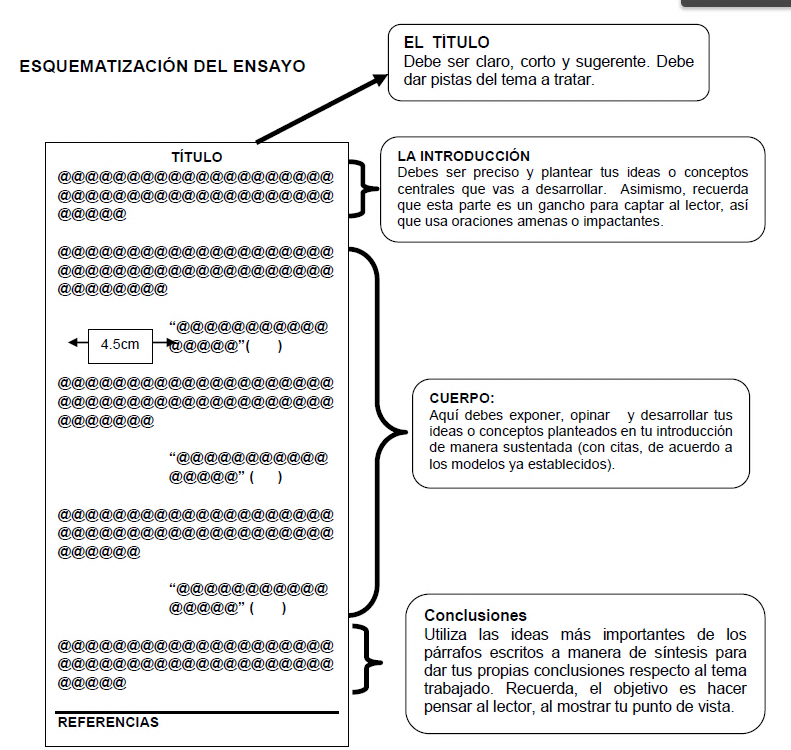 ESQUEMATIZACIÓN DEL ENSAYO
EL TÍTULO
Debe ser claro, corto y sugerente. Debe
dar pistas del tema a tratar.
TÍTULO
@@@@@@@@@@@@@@@@@@@@
@@@@@@@@@@@@@@@@@@@@
@@@@@
LA INTRODUCCIÓN
Debes ser preciso y plantear tus ideas o conceptos
centrales que vas a desarrollar. Asimismo, recuerda
que esta parte es un gancho para captar al lector, así
que usa oraciones amenas o impactantes.
@@@@@@@@@@@@@@@@@@@@
@@@@@@@@@@@@@@@@@@@@
@@@@@@@@
“@@@@@@@@@@@
@@@@@”( )
4.5cm
@@@@@@@@@@@@@@@@@@@@
@@@@@@@@@@@@@@@@@@@@
@@@@@@@
“@@@@@@@@@@@
@@@@@” ( )
@@@@@@@@@@@@@@@@@@@@
@@@@@@@@@@@@@@@@@@@@
@@@@@@
“@@@@@@@@@@@
@@@@@” ( )
CUERPO:
Aquí debes exponer, opinar y desarrollar tus
ideas o conceptos planteados en tu introducción
de manera sustentada (con citas, de acuerdo a
los modelos ya establecidos).
@@@@@@@@@@@@@@@@@@@@
@@@@@@@@@@@@@@@@@@@@
@@@@@
Conclusiones
Utiliza las ideas más importantes de los
párrafos escritos a manera de síntesis para
dar tus propias conclusiones respecto al tema
trabajado. Recuerda, el objetivo es hacer
pensar al lector, al mostrar tu punto de vista.
REFERENCIAS